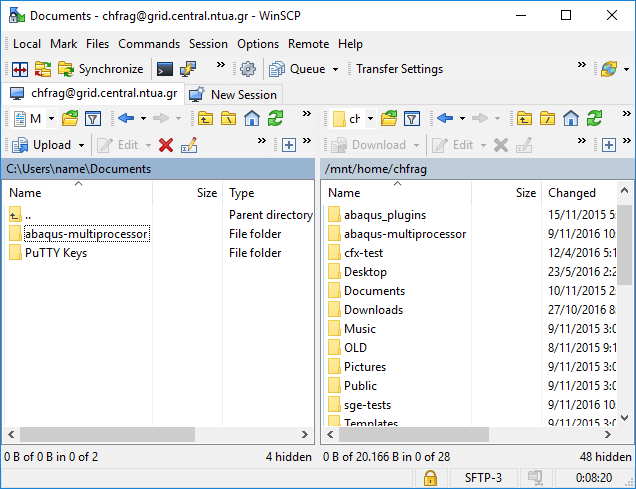 Documents - chfrag@grid.central.ntua.gr - WinSCP
Local Mark Files Commands Session Options Remote Help
Synchronize Queue Transfer Settings
chfrag@grid.central.ntua.gr New Session
M ch
Upload Edit Download Edit
C:\Users\name\Documents /mnt/home/chfrag
Name Size Type Name Size Changed
.. Parent directory abaqus_plugins 15/11/2015 5:
abaqus-multiprocessor File folder abaqus-multiprocessor 9/11/2016 10:
PuTTY Keys File folder cfx-test 12/4/2016 5:1
Desktop 23/5/2016 2:2
Documents 10/11/2015 2:
Downloads 27/10/2016 8:
Music 9/11/2015 3:0
OLD 8/11/2015 9:1
Pictures 9/11/2015 3:0
Public 9/11/2015 3:0
sge-tests 9/11/2016 10:
Templates 9/11/2015 3:0
0 B of 0 B in 0 of 2 4 hidden 0 B of 20.166 B in 0 of 28 48 hidden
SFTP-3 0:08:20